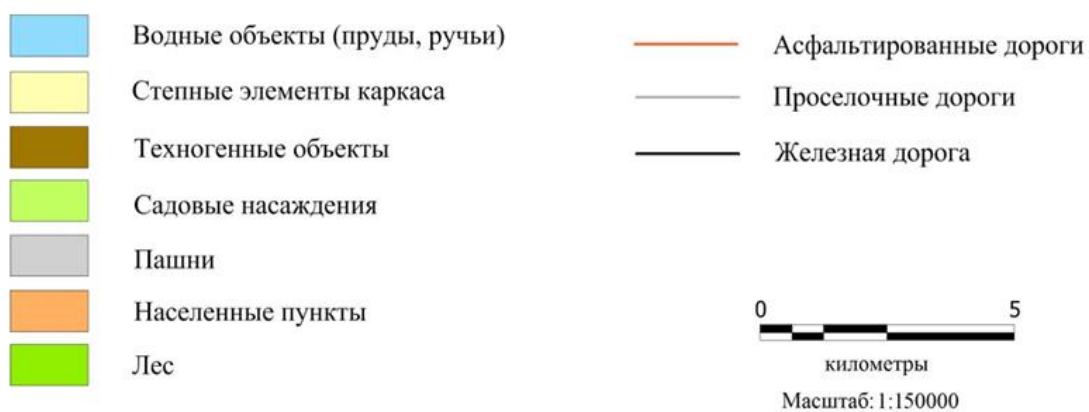 Водные объекты (пруды, ручьи)
Степные элементы каркаса
Техногенные объекты
Садовые насаждения
Пашни
Населенные пункты
Лес
Асфальтированные дороги
Проселочные дороги
Железная дорога
0 5
километры
Масштаб: 1:150000